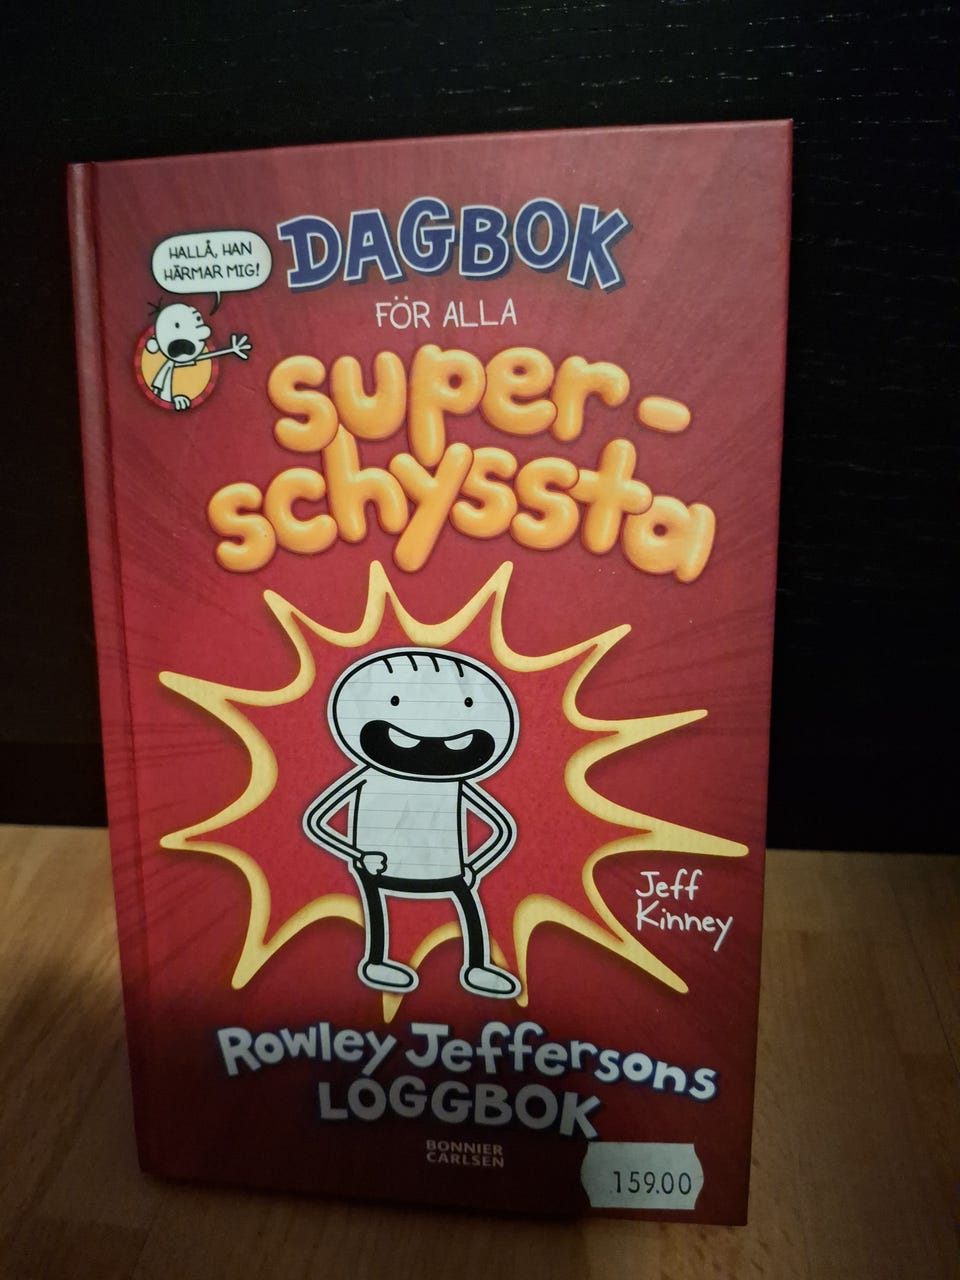 HALLÅ, HAN
HÄRMAR MIG!
DAGBOK
FÖR ALLA
super-
schyssta
Jeff
Kinney
Rowley Jeffersons
LOGGBOK
BONNIER
CARLSEN
159.00